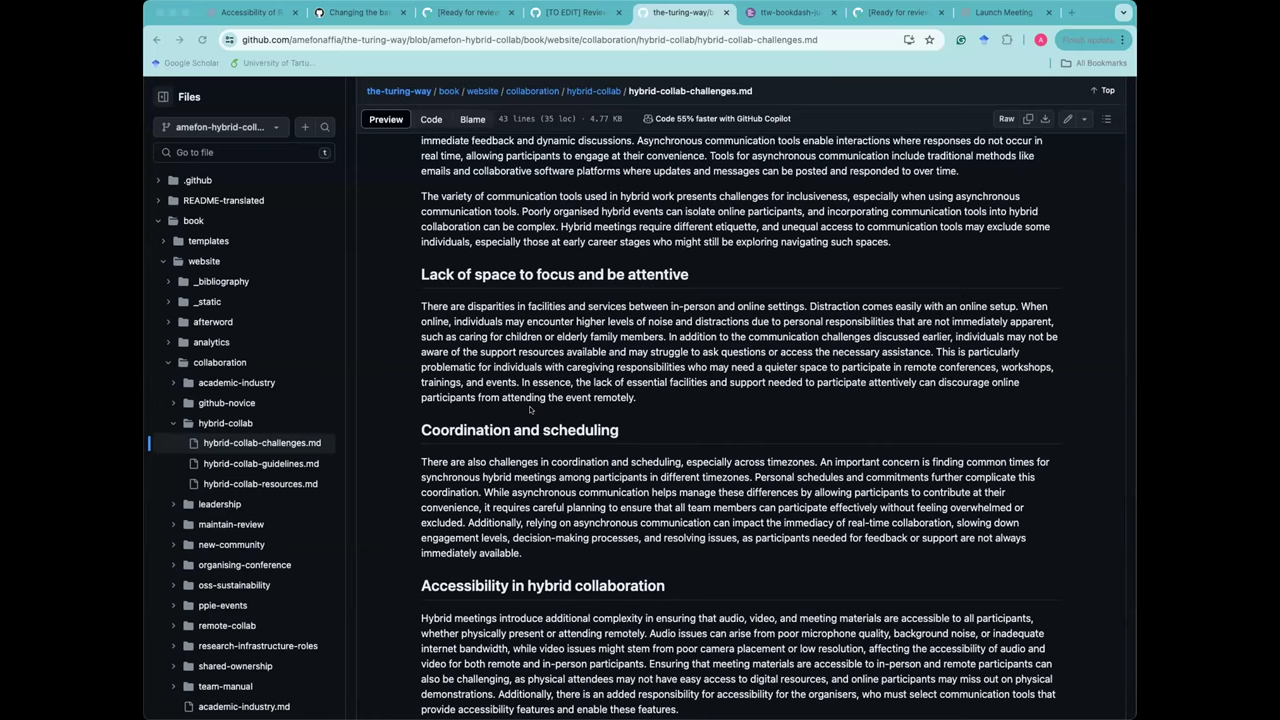 Accessibility of R
Changing the ba
[Ready for review
[TO EDIT] Review
the-turing-way/b
ttw-bookdash-ju
[Ready for review
Launch Meeting
github.com/amefonaffia/the-turing-way/blob/amefon-hybrid-collab/book/website/collaboration/hybrid-collab/hybrid-collab-challenges.md
A
Finish update
Google Scholar
University of Tartu...
All Bookmarks
Files
the-turing-way / book / website / collaboration / hybrid-collab / hybrid-collab-challenges.md
Top
amefon-hybrid-coll...
Preview
Code
Blame
43 lines (35 loc) · 4.77 KB
Code 55% faster with GitHub Copilot
Raw
Go to file
t
.github
README-translated
book
templates
website
_bibliography
_static
afterword
analytics
collaboration
academic-industry
github-novice
hybrid-collab
hybrid-collab-challenges.md
hybrid-collab-guidelines.md
hybrid-collab-resources.md
leadership
maintain-review
new-community
organising-conference
oss-sustainability
ppie-events
remote-collab
research-infrastructure-roles
shared-ownership
team-manual
academic-industry.md
immediate feedback and dynamic discussions. Asynchronous communication tools enable interactions where responses do not occur in
real time, allowing participants to engage at their convenience. Tools for asynchronous communication include traditional methods like
emails and collaborative software platforms where updates and messages can be posted and responded to over time.
The variety of communication tools used in hybrid work presents challenges for inclusiveness, especially when using asynchronous
communication tools. Poorly organised hybrid events can isolate online participants, and incorporating communication tools into hybrid
collaboration can be complex. Hybrid meetings require different etiquette, and unequal access to communication tools may exclude some
individuals, especially those at early career stages who might still be exploring navigating such spaces.
Lack of space to focus and be attentive
There are disparities in facilities and services between in-person and online settings. Distraction comes easily with an online setup. When
online, individuals may encounter higher levels of noise and distractions due to personal responsibilities that are not immediately apparent,
such as caring for children or elderly family members. In addition to the communication challenges discussed earlier, individuals may not be
aware of the support resources available and may struggle to ask questions or access the necessary assistance. This is particularly
problematic for individuals with caregiving responsibilities who may need a quieter space to participate in remote conferences, workshops,
trainings, and events. In essence, the lack of essential facilities and support needed to participate attentively can discourage online
participants from attending the event remotely.
Coordination and scheduling
There are also challenges in coordination and scheduling, especially across timezones. An important concern is finding common times for
synchronous hybrid meetings among participants in different timezones. Personal schedules and commitments further complicate this
coordination. While asynchronous communication helps manage these differences by allowing participants to contribute at their
convenience, it requires careful planning to ensure that all team members can participate effectively without feeling overwhelmed or
excluded. Additionally, relying on asynchronous communication can impact the immediacy of real-time collaboration, slowing down
engagement levels, decision-making processes, and resolving issues, as participants needed for feedback or support are not always
immediately available.
Accessibility in hybrid collaboration
Hybrid meetings introduce additional complexity in ensuring that audio, video, and meeting materials are accessible to all participants,
whether physically present or attending remotely. Audio issues can arise from poor microphone quality, background noise, or inadequate
internet bandwidth, while video issues might stem from poor camera placement or low resolution, affecting the accessibility of audio and
video for both remote and in-person participants. Ensuring that meeting materials are accessible to in-person and remote participants can
also be challenging, as physical attendees may not have easy access to digital resources, and online participants may miss out on physical
demonstrations. Additionally, there is an added responsibility for accessibility for the organisers, who must select communication tools that
provide accessibility features and enable these features.